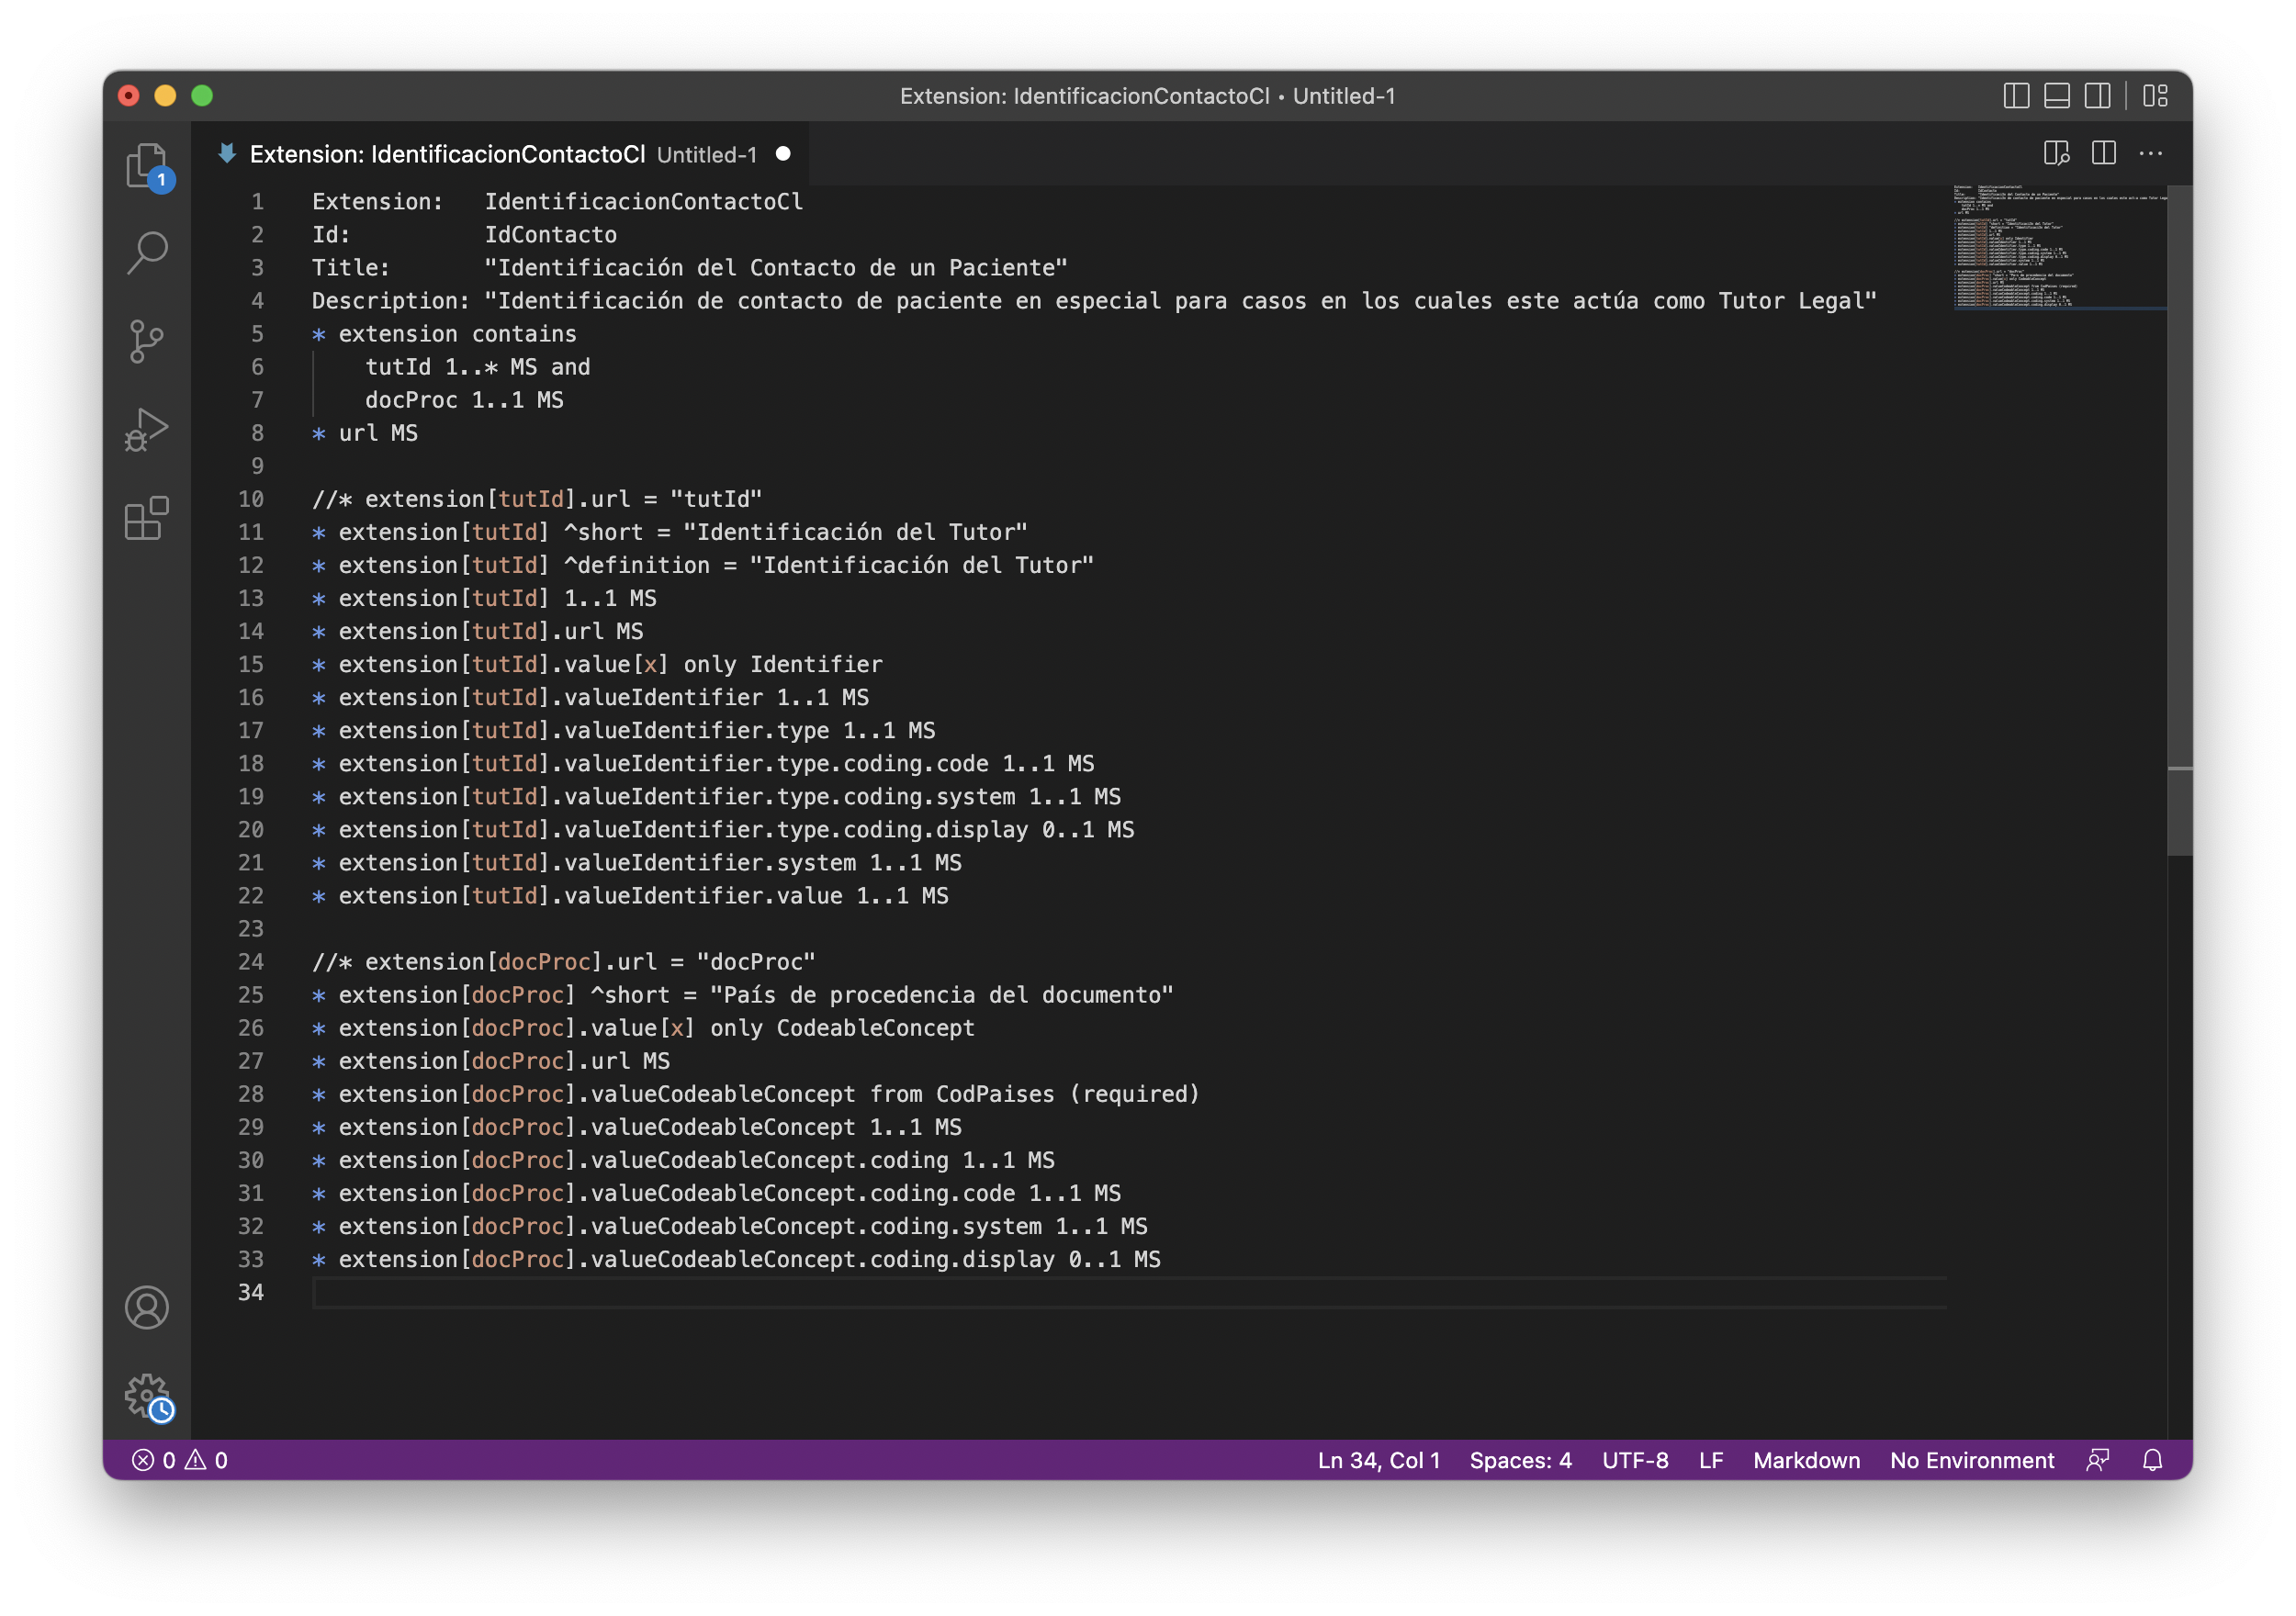 Extension: IdentificacionContactoCl • Untitled-1
Extension: IdentificacionContactoCl Untitled-1
1
1 Extension:   IdentificacionContactoCl
2 Id:          IdContacto
3 Title:       "Identificación del Contacto de un Paciente"
4 Description: "Identificación de contacto de paciente en especial para casos en los cuales este actúa como Tutor Legal"
5 * extension contains
6     tutId 1..* MS and
7     docProc 1..1 MS
8 * url MS
9
10 //* extension[tutId].url = "tutId"
11 * extension[tutId] ^short = "Identificación del Tutor"
12 * extension[tutId] ^definition = "Identificación del Tutor"
13 * extension[tutId] 1..1 MS
14 * extension[tutId].url MS
15 * extension[tutId].value[x] only Identifier
16 * extension[tutId].valueIdentifier 1..1 MS
17 * extension[tutId].valueIdentifier.type 1..1 MS
18 * extension[tutId].valueIdentifier.type.coding.code 1..1 MS
19 * extension[tutId].valueIdentifier.type.coding.system 1..1 MS
20 * extension[tutId].valueIdentifier.type.coding.display 0..1 MS
21 * extension[tutId].valueIdentifier.system 1..1 MS
22 * extension[tutId].valueIdentifier.value 1..1 MS
23
24 //* extension[docProc].url = "docProc"
25 * extension[docProc] ^short = "País de procedencia del documento"
26 * extension[docProc].value[x] only CodeableConcept
27 * extension[docProc].url MS
28 * extension[docProc].valueCodeableConcept from CodPaises (required)
29 * extension[docProc].valueCodeableConcept 1..1 MS
30 * extension[docProc].valueCodeableConcept.coding 1..1 MS
31 * extension[docProc].valueCodeableConcept.coding.code 1..1 MS
32 * extension[docProc].valueCodeableConcept.coding.system 1..1 MS
33 * extension[docProc].valueCodeableConcept.coding.display 0..1 MS
34
0 0 Ln 34, Col 1 Spaces: 4 UTF-8 LF Markdown No Environment